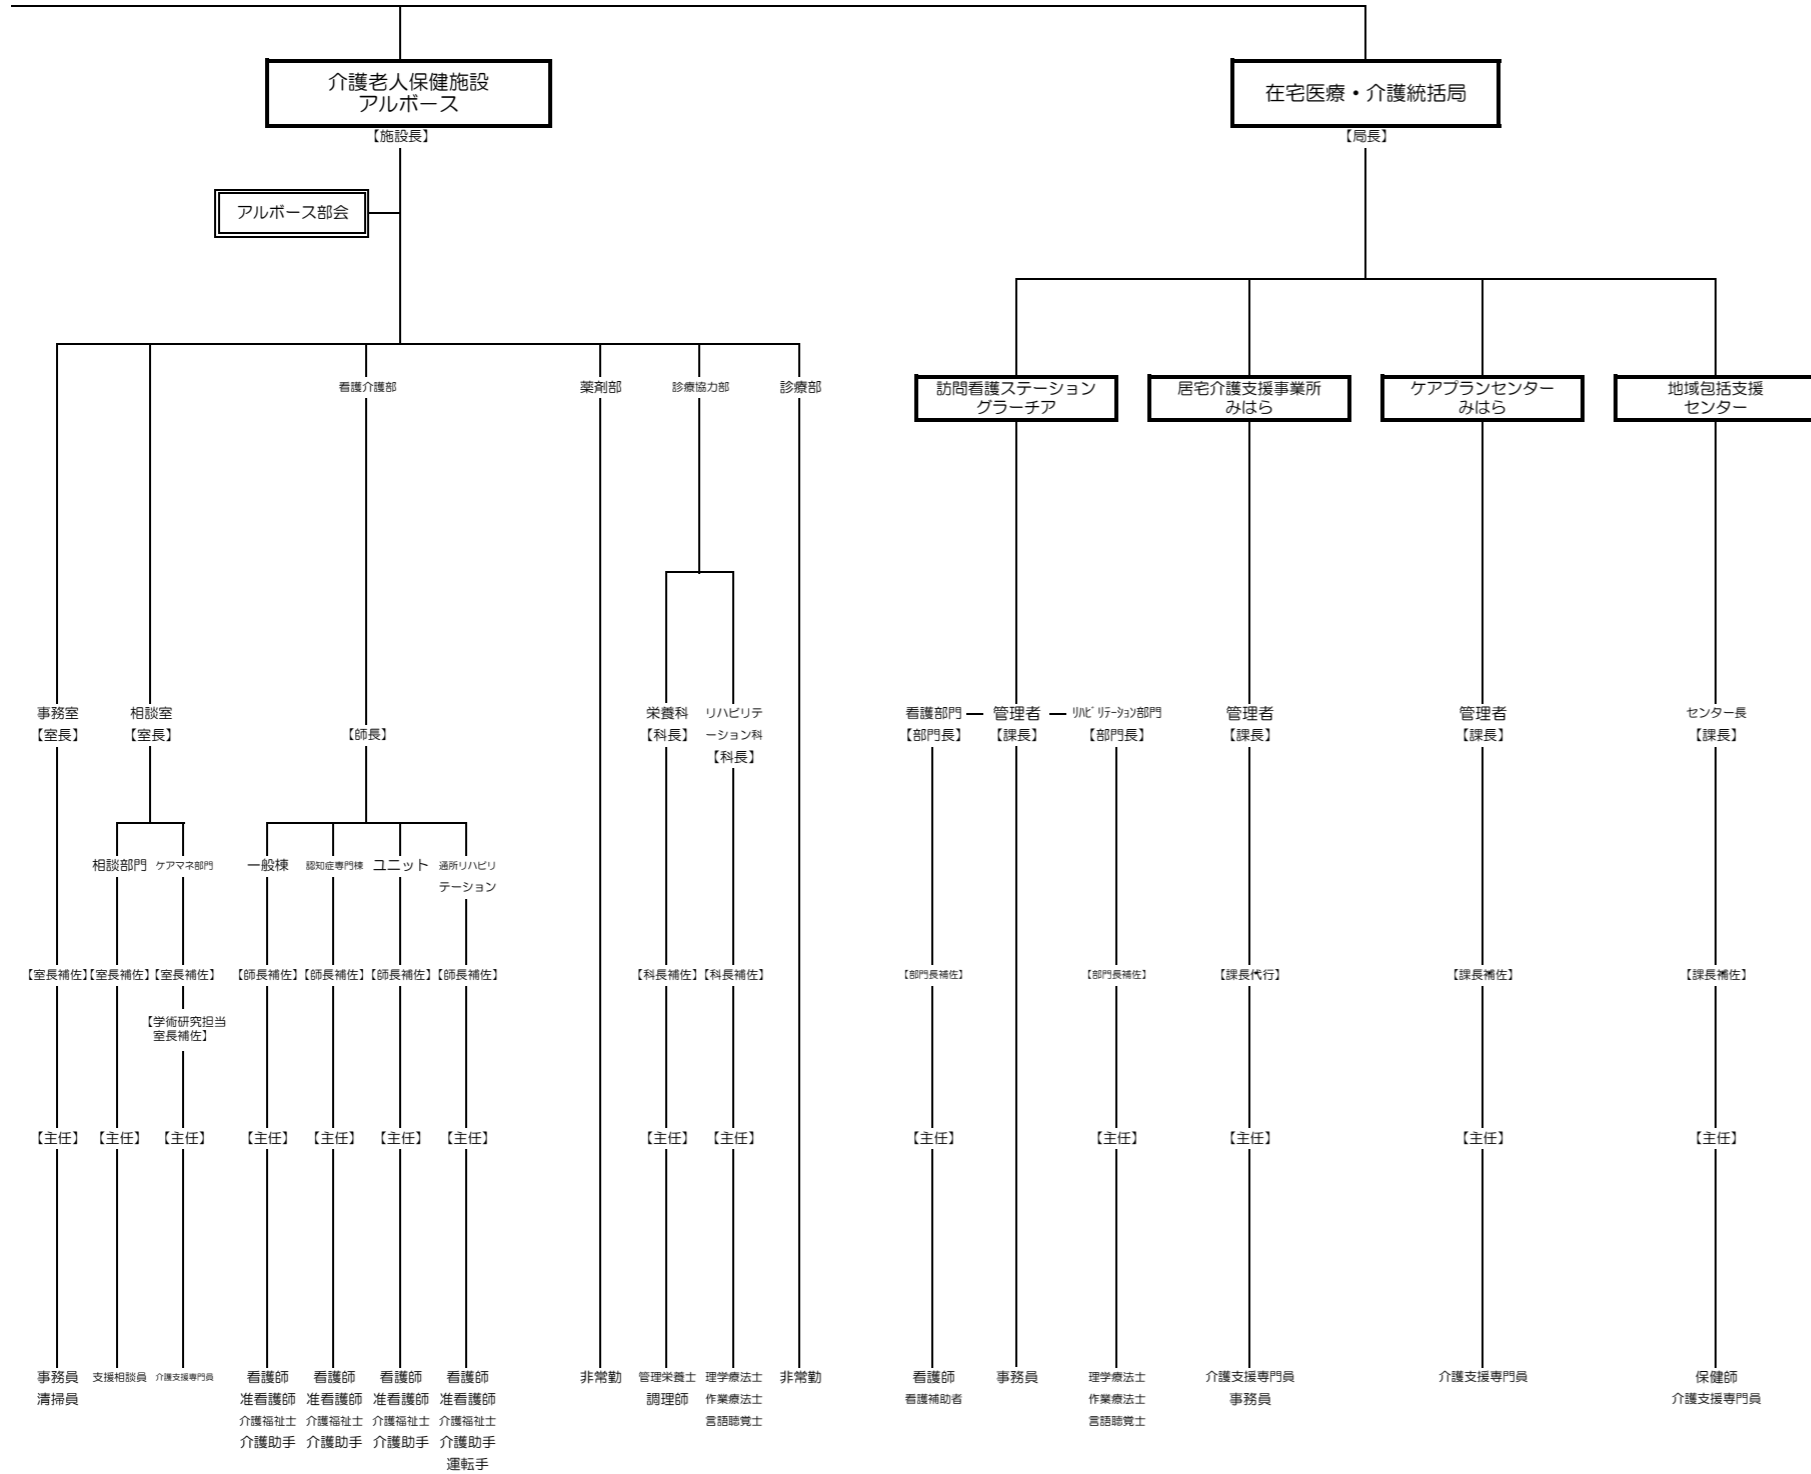 介護老人保健施設
アルボース
【施設長】
アルボース部会
在宅医療・介護統括局
【局長】
看護介護部
薬剤部
診療協力部
診療部
訪問看護ステーション
グラーチア
居宅介護支援事業所
みはら
ケアプランセンター
みはら
地域包括支援
センター
事務室
【室長】
相談室
【室長】
【師長】
栄養科
【科長】
リハビリテ
ーション科
【科長】
看護部門
【部門長】
管理者
【課長】
ﾘﾊﾋﾞﾘﾃｰｼｮﾝ部門
【部門長】
管理者
【課長】
管理者
【課長】
センター長
【課長】
相談部門
ケアマネ部門
一般棟
認知症専門棟
ユニット
通所リハビリ
テーション
【室長補佐】
【室長補佐】
【室長補佐】
【師長補佐】
【師長補佐】
【師長補佐】
【師長補佐】
【科長補佐】
【科長補佐】
【部門長補佐】
【部門長補佐】
【課長代行】
【課長補佐】
【課長補佐】
【学術研究担当
室長補佐】
【主任】
【主任】
【主任】
【主任】
【主任】
【主任】
【主任】
【主任】
【主任】
【主任】
【主任】
【主任】
【主任】
【主任】
事務員
清掃員
支援相談員
介護支援専門員
看護師
准看護師
介護福祉士
介護助手
看護師
准看護師
介護福祉士
介護助手
看護師
准看護師
介護福祉士
介護助手
看護師
准看護師
介護福祉士
介護助手
運転手
非常勤
管理栄養士
調理師
理学療法士
作業療法士
言語聴覚士
非常勤
看護師
看護補助者
事務員
理学療法士
作業療法士
言語聴覚士
介護支援専門員
事務員
介護支援専門員
保健師
介護支援専門員